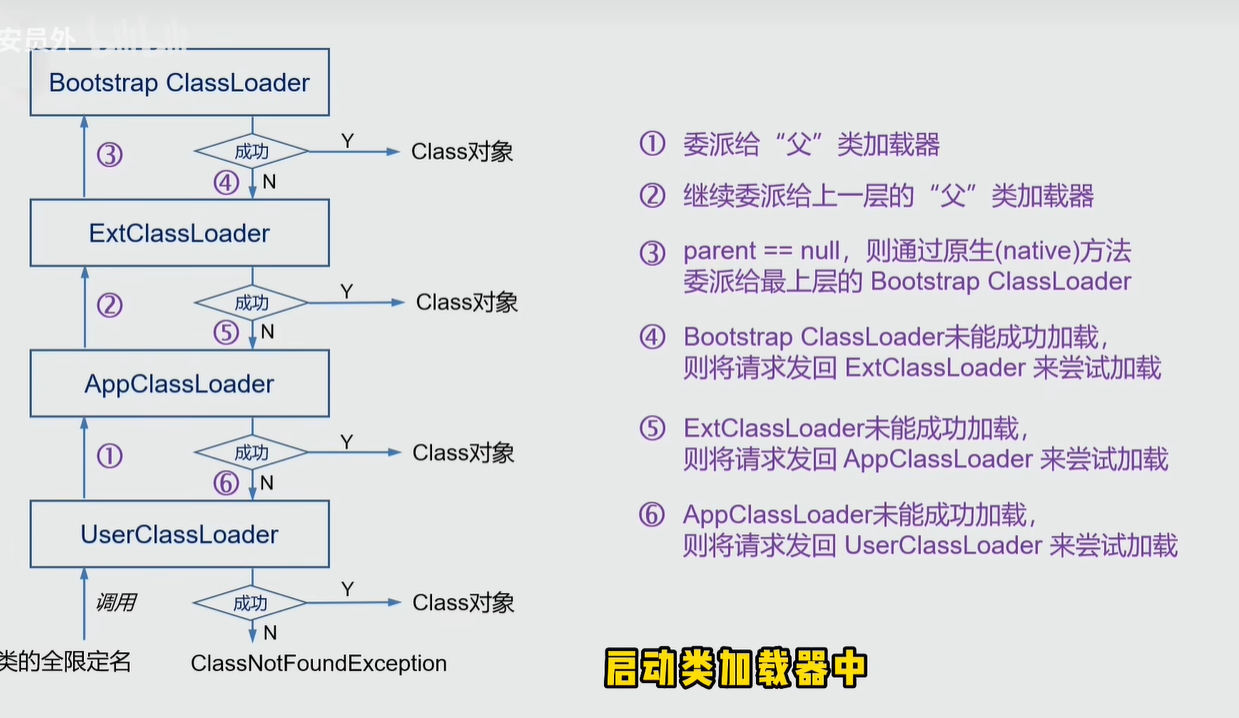 安员外
Bootstrap ClassLoader
③
成功
Y
Class对象
④
N
ExtClassLoader
②
成功
Y
Class对象
⑤
N
AppClassLoader
①
成功
Y
Class对象
⑥
N
UserClassLoader
调用
成功
Y
Class对象
N
类的全限定名
ClassNotFoundException
① 委派给“父”类加载器
② 继续委派给上一层的“父”类加载器
③ parent == null，则通过原生(native)方法
委派给最上层的 Bootstrap ClassLoader
④ Bootstrap ClassLoader未能成功加载，
则将请求发回 ExtClassLoader 来尝试加载
⑤ ExtClassLoader未能成功加载，
则将请求发回 AppClassLoader 来尝试加载
⑥ AppClassLoader未能成功加载，
则将请求发回 UserClassLoader 来尝试加载
启动类加载器中